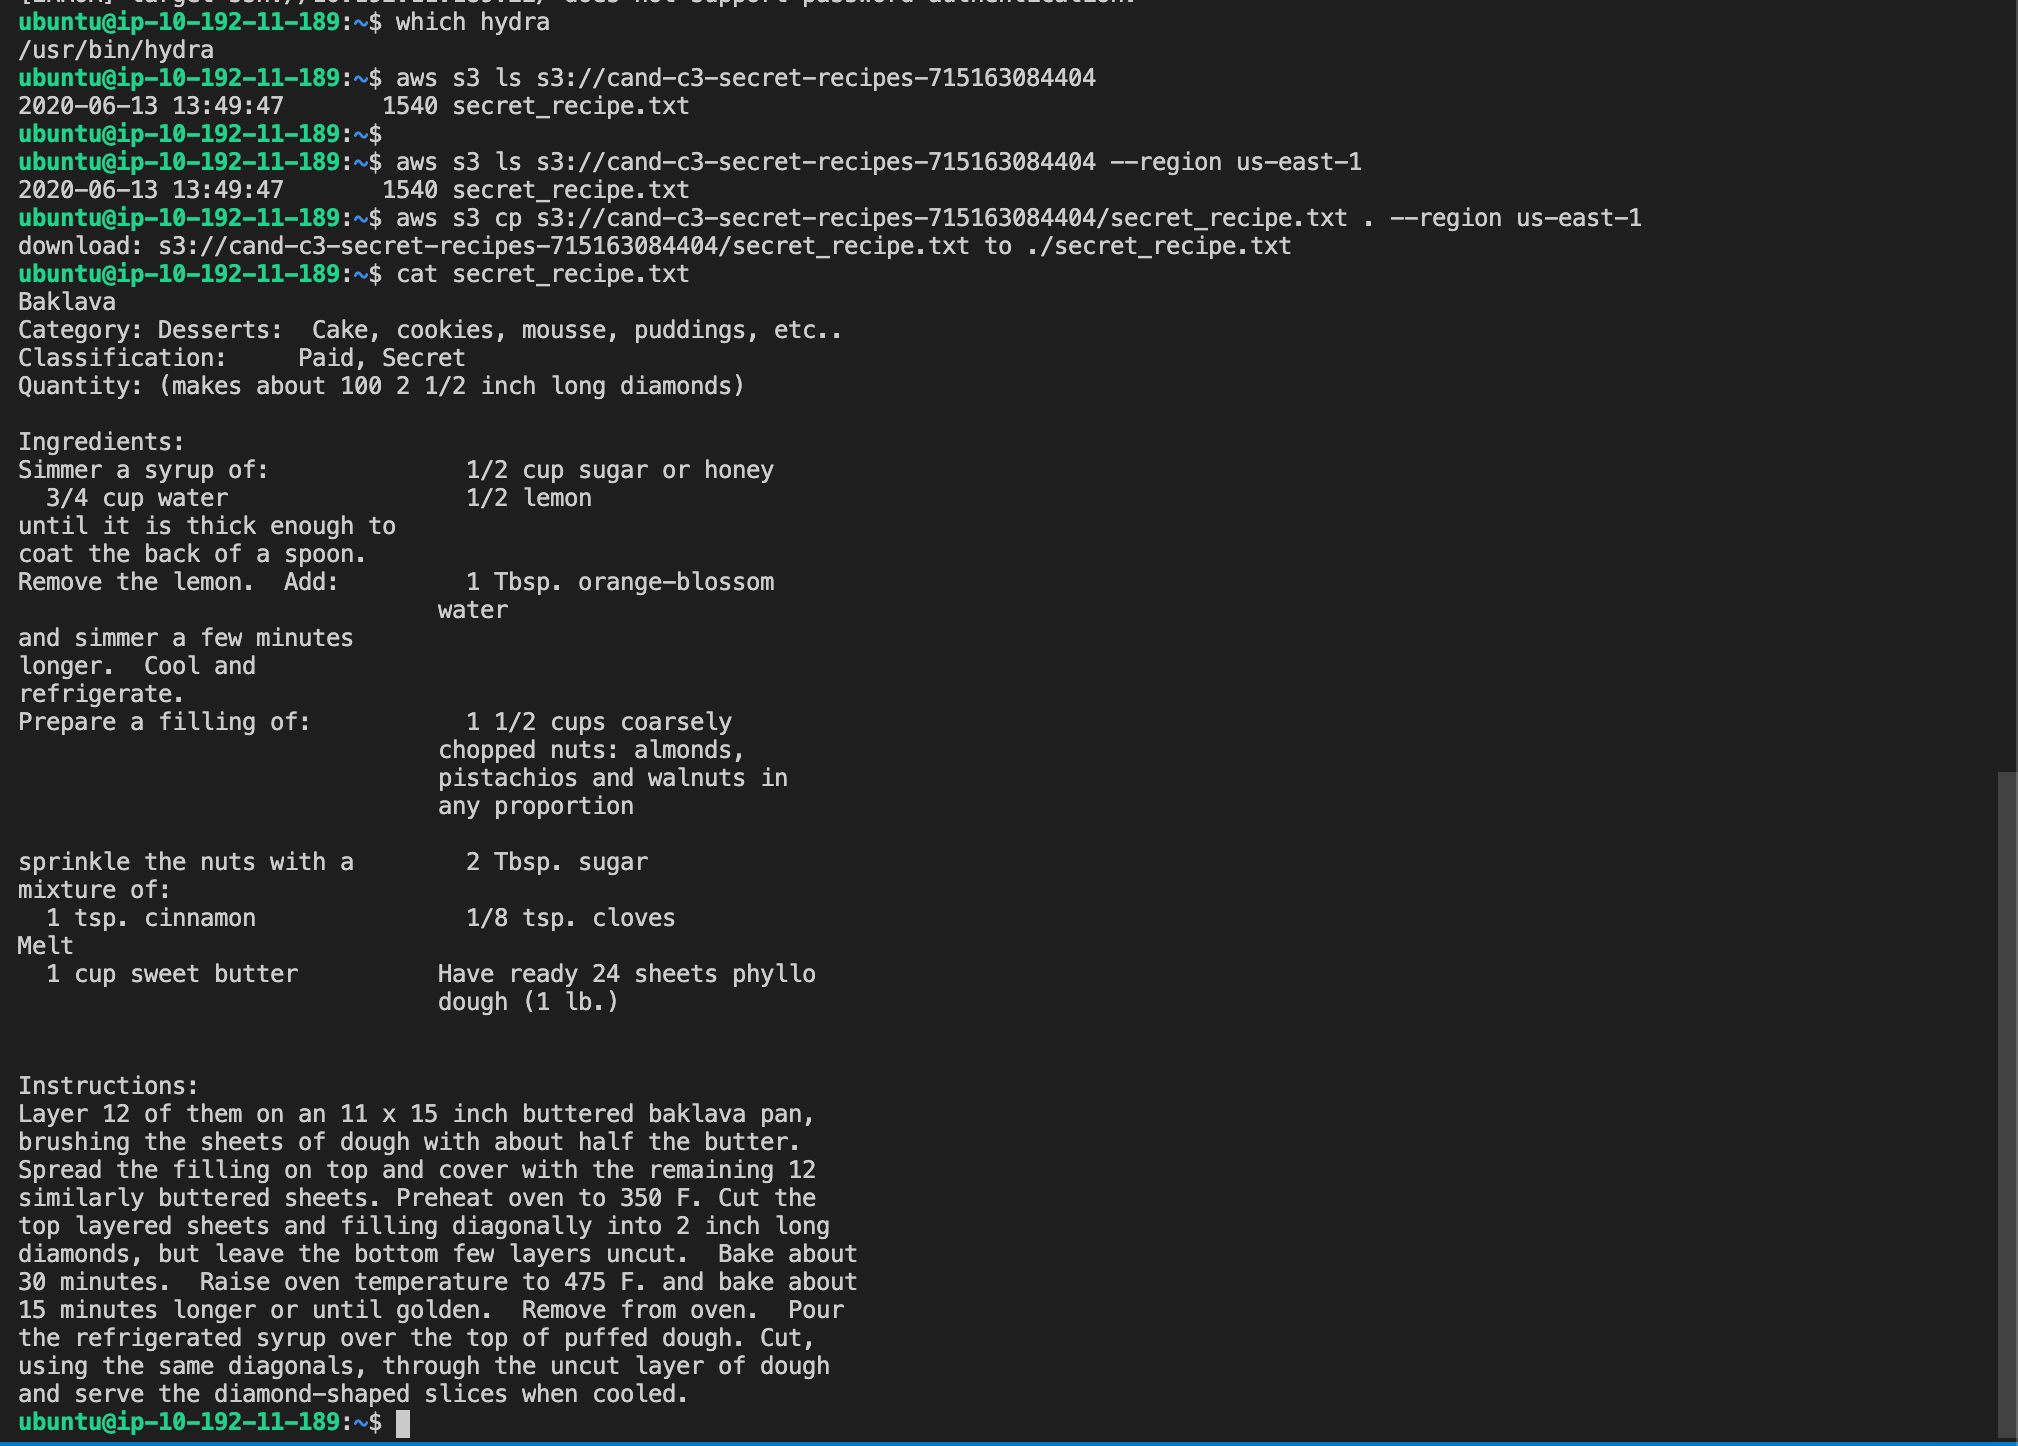 ubuntu@ip-10-192-11-189:~$ which hydra
/usr/bin/hydra
ubuntu@ip-10-192-11-189:~$ aws s3 ls s3://cand-c3-secret-recipes-715163084404
2020-06-13 13:49:47       1540 secret_recipe.txt
ubuntu@ip-10-192-11-189:~$
ubuntu@ip-10-192-11-189:~$ aws s3 ls s3://cand-c3-secret-recipes-715163084404 --region us-east-1
2020-06-13 13:49:47       1540 secret_recipe.txt
ubuntu@ip-10-192-11-189:~$ aws s3 cp s3://cand-c3-secret-recipes-715163084404/secret_recipe.txt . --region us-east-1
download: s3://cand-c3-secret-recipes-715163084404/secret_recipe.txt to ./secret_recipe.txt
ubuntu@ip-10-192-11-189:~$ cat secret_recipe.txt
Baklava
Category: Desserts:  Cake, cookies, mousse, puddings, etc..
Classification:     Paid, Secret
Quantity: (makes about 100 2 1/2 inch long diamonds)

Ingredients:
Simmer a syrup of:              1/2 cup sugar or honey
  3/4 cup water                 1/2 lemon
until it is thick enough to
coat the back of a spoon.
Remove the lemon.  Add:         1 Tbsp. orange-blossom
                              water
and simmer a few minutes
longer.  Cool and
refrigerate.
Prepare a filling of:           1 1/2 cups coarsely
                              chopped nuts: almonds,
                              pistachios and walnuts in
                              any proportion

sprinkle the nuts with a        2 Tbsp. sugar
mixture of:
  1 tsp. cinnamon               1/8 tsp. cloves
Melt
  1 cup sweet butter          Have ready 24 sheets phyllo
                              dough (1 lb.)

Instructions:
Layer 12 of them on an 11 x 15 inch buttered baklava pan,
brushing the sheets of dough with about half the butter.
Spread the filling on top and cover with the remaining 12
similarly buttered sheets. Preheat oven to 350 F. Cut the
top layered sheets and filling diagonally into 2 inch long
diamonds, but leave the bottom few layers uncut.  Bake about
30 minutes.  Raise oven temperature to 475 F. and bake about
15 minutes longer or until golden.  Remove from oven.  Pour
the refrigerated syrup over the top of puffed dough. Cut,
using the same diagonals, through the uncut layer of dough
and serve the diamond-shaped slices when cooled.
ubuntu@ip-10-192-11-189:~$